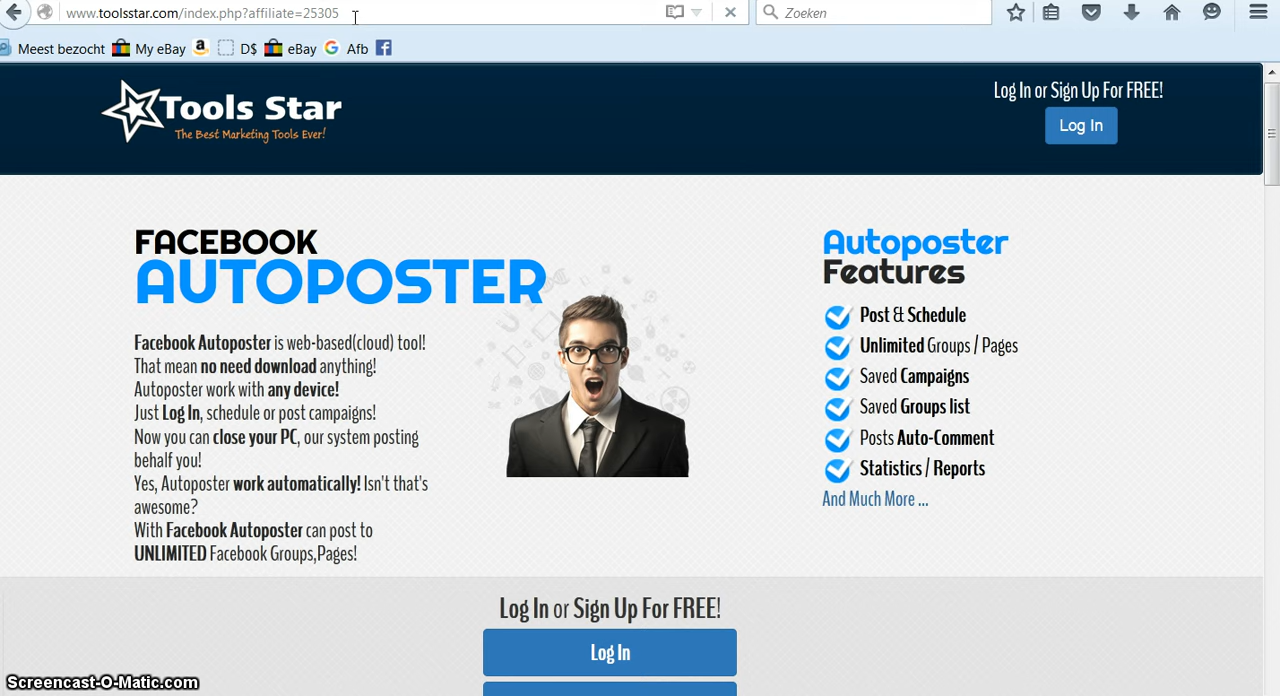 www.toolsstar.com/index.php?affiliate=25305
Zoeken
Meest bezocht
My eBay
D$
eBay
Afb
Tools Star
The Best Marketing Tools Ever!
Log In or Sign Up For FREE!
Log In
FACEBOOK
AUTOPOSTER
Facebook Autoposter is web-based(cloud) tool!
That mean no need download anything!
Autoposter work with any device!
Just Log In, schedule or post campaigns!
Now you can close your PC, our system posting
behalf you!
Yes, Autoposter work automatically! Isn't that's
awesome?
With Facebook Autoposter can post to
UNLIMITED Facebook Groups,Pages!
Autoposter
Features
Post & Schedule
Unlimited Groups / Pages
Saved Campaigns
Saved Groups list
Posts Auto-Comment
Statistics / Reports
And Much More ...
Log In or Sign Up For FREE!
Log In
Screencast-O-Matic.com